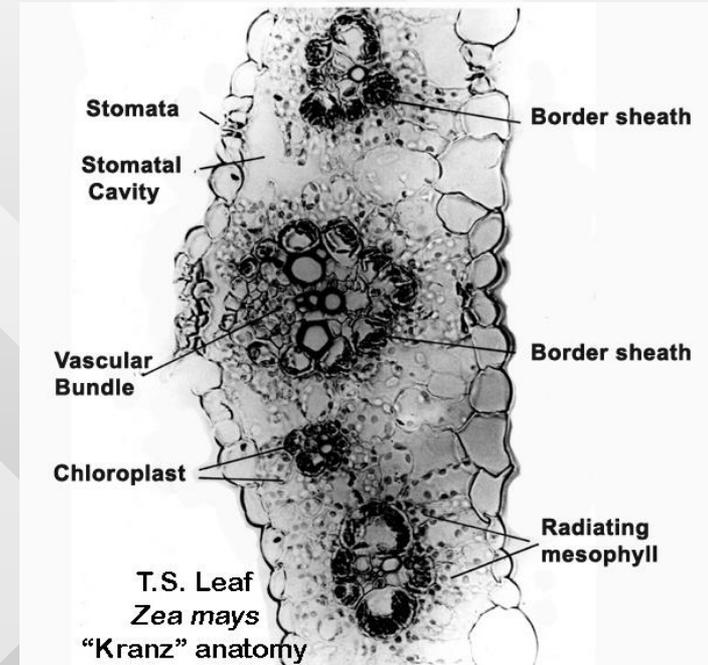 Stomata
Border sheath
Stomatal
Cavity
Vascular
Bundle
Border sheath
Chloroplast
Radiating
mesophyll
T.S. Leaf
Zea mays
“Kranz” anatomy